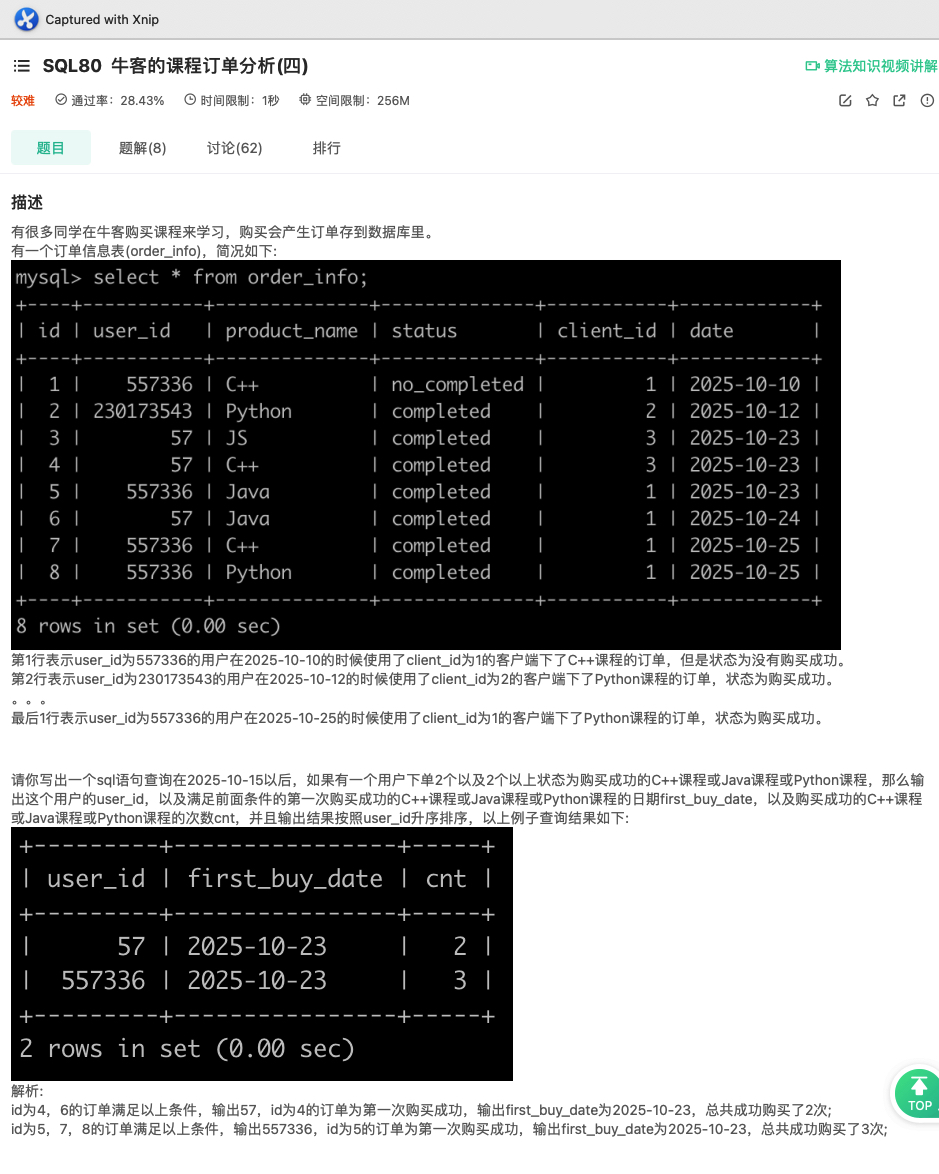 Captured with Xnip
SQL80 牛客的课程订单分析(四)
算法知识视频讲解
较难 通过率：28.43% 时间限制：1秒 空间限制：256M
题目 题解(8) 讨论(62) 排行
描述
有很多同学在牛客购买课程来学习，购买会产生订单存到数据库里。
有一个订单信息表(order_info)，简况如下:
mysql> select * from order_info;
+----+-----------+--------------+--------------+-----------+------------+
| id | user_id   | product_name | status       | client_id | date       |
+----+-----------+--------------+--------------+-----------+------------+
|  1 |    557336 | C++          | no_completed |         1 | 2025-10-10 |
|  2 | 230173543 | Python       | completed    |         2 | 2025-10-12 |
|  3 |        57 | JS           | completed    |         3 | 2025-10-23 |
|  4 |        57 | C++          | completed    |         3 | 2025-10-23 |
|  5 |    557336 | Java         | completed    |         1 | 2025-10-23 |
|  6 |        57 | Java         | completed    |         1 | 2025-10-24 |
|  7 |    557336 | C++          | completed    |         1 | 2025-10-25 |
|  8 |    557336 | Python       | completed    |         1 | 2025-10-25 |
+----+-----------+--------------+--------------+-----------+------------+
8 rows in set (0.00 sec)
第1行表示user_id为557336的用户在2025-10-10的时候使用了client_id为1的客户端下了C++课程的订单，但是状态为没有购买成功。
第2行表示user_id为230173543的用户在2025-10-12的时候使用了client_id为2的客户端下了Python课程的订单，状态为购买成功。
。。。
最后1行表示user_id为557336的用户在2025-10-25的时候使用了client_id为1的客户端下了Python课程的订单，状态为购买成功。
请你写出一个sql语句查询在2025-10-15以后，如果有一个用户下单2个以及2个以上状态为购买成功的C++课程或Java课程或Python课程，那么输
出这个用户的user_id，以及满足前面条件的第一次购买成功的C++课程或Java课程或Python课程的日期first_buy_date，以及购买成功的C++课程
或Java课程或Python课程的次数cnt，并且输出结果按照user_id升序排序，以上例子查询结果如下:
+---------+----------------+-----+
| user_id | first_buy_date | cnt |
+---------+----------------+-----+
|      57 | 2025-10-23     |   2 |
|  557336 | 2025-10-23     |   3 |
+---------+----------------+-----+
2 rows in set (0.00 sec)
解析:
id为4，6的订单满足以上条件，输出57，id为4的订单为第一次购买成功，输出first_buy_date为2025-10-23，总共成功购买了2次;
id为5，7，8的订单满足以上条件，输出557336，id为5的订单为第一次购买成功，输出first_buy_date为2025-10-23，总共成功购买了3次;
TOP